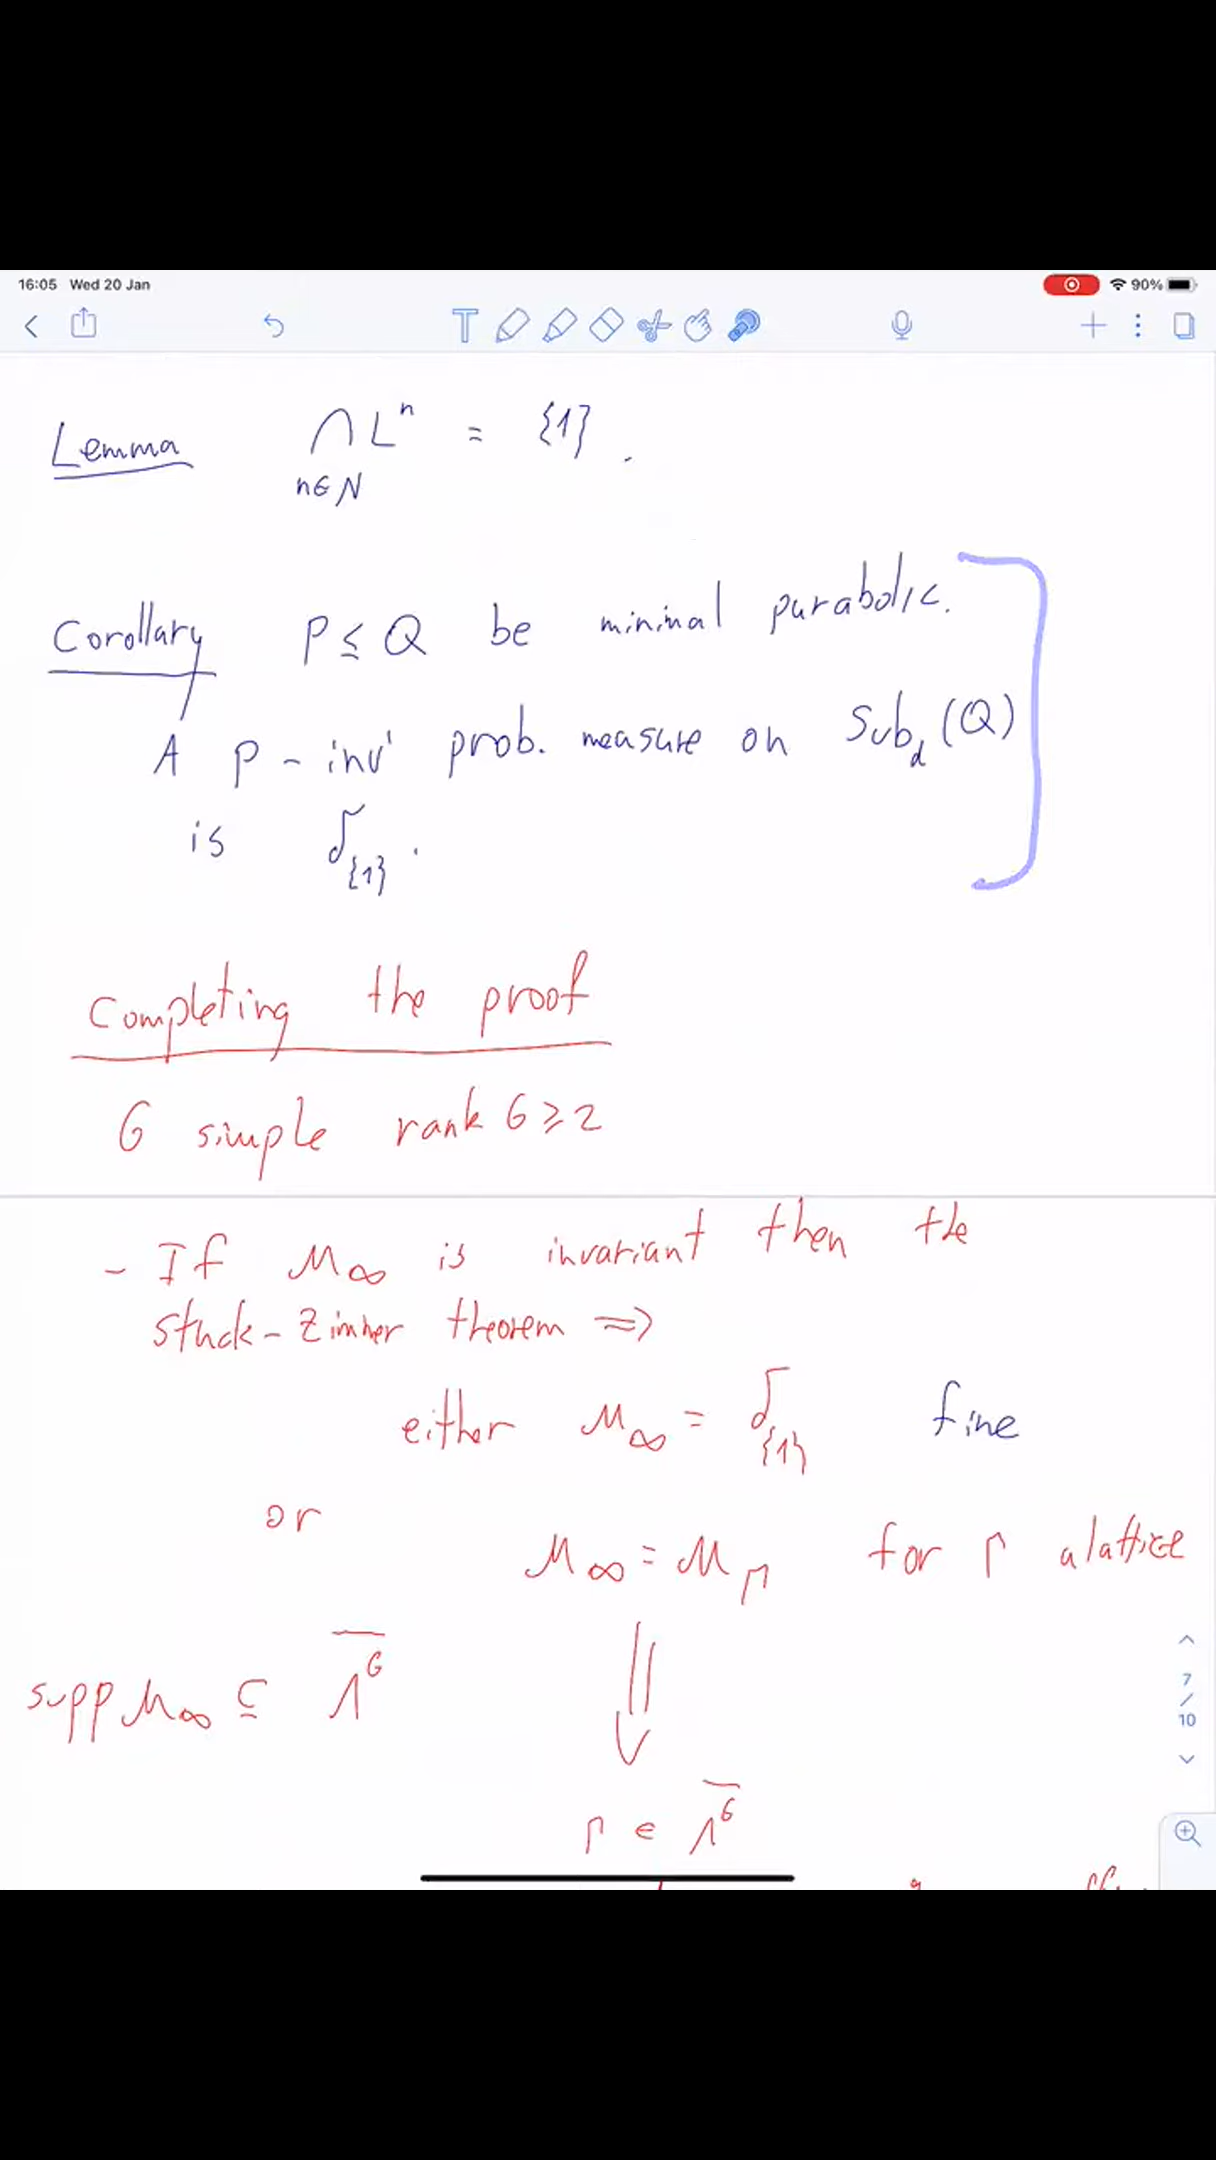 16:05 Wed 20 Jan
90%
Lemma ∩ Lⁿ = {1}.
n∈N
Corollary P ≤ Q be minimal parabolic.
A P-inv' prob. measure on Sub_d(Q)
is δ_{1}.
Completing the proof
G simple rank G ≥ 2
- If μ_∞ is invariant then the
Stuck-Zimmer theorem ⇒
either μ_∞ = δ_{1} fine
or
μ_∞ = μ_Γ for Γ a lattice
supp μ_∞ ⊆ \overline{Λ^G}
⇓
Γ ∈ \overline{Λ^G}
7
/
10